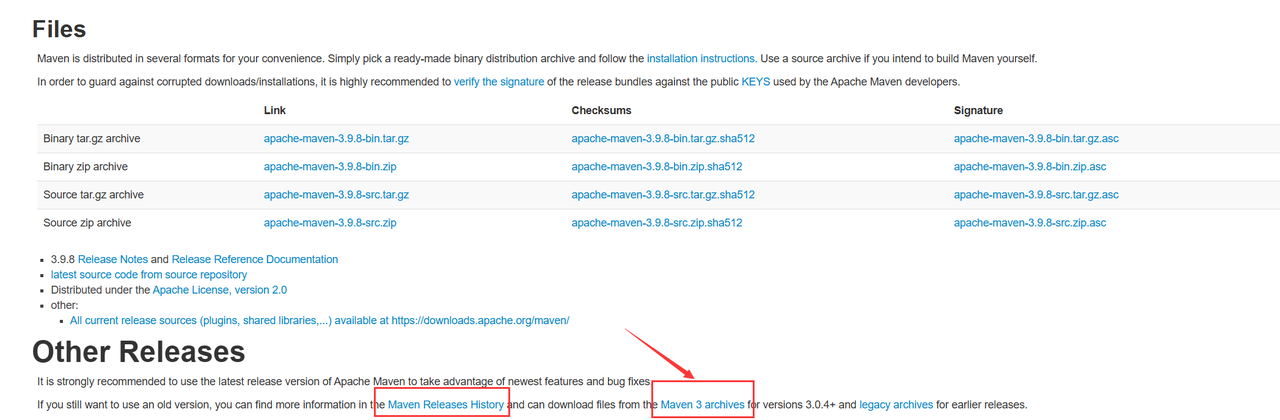 Files
Maven is distributed in several formats for your convenience. Simply pick a ready-made binary distribution archive and follow the installation instructions. Use a source archive if you intend to build Maven yourself.
In order to guard against corrupted downloads/installations, it is highly recommended to verify the signature of the release bundles against the public KEYS used by the Apache Maven developers.
Link Checksums Signature
Binary tar.gz archive apache-maven-3.9.8-bin.tar.gz apache-maven-3.9.8-bin.tar.gz.sha512 apache-maven-3.9.8-bin.tar.gz.asc
Binary zip archive apache-maven-3.9.8-bin.zip apache-maven-3.9.8-bin.zip.sha512 apache-maven-3.9.8-bin.zip.asc
Source tar.gz archive apache-maven-3.9.8-src.tar.gz apache-maven-3.9.8-src.tar.gz.sha512 apache-maven-3.9.8-src.tar.gz.asc
Source zip archive apache-maven-3.9.8-src.zip apache-maven-3.9.8-src.zip.sha512 apache-maven-3.9.8-src.zip.asc
▪ 3.9.8 Release Notes and Release Reference Documentation
▪ latest source code from source repository
▪ Distributed under the Apache License, version 2.0
▪ other:
▪ All current release sources (plugins, shared libraries,...) available at https://downloads.apache.org/maven/
Other Releases
It is strongly recommended to use the latest release version of Apache Maven to take advantage of newest features and bug fixes.
If you still want to use an old version, you can find more information in the Maven Releases History and can download files from the Maven 3 archives for versions 3.0.4+ and legacy archives for earlier releases.